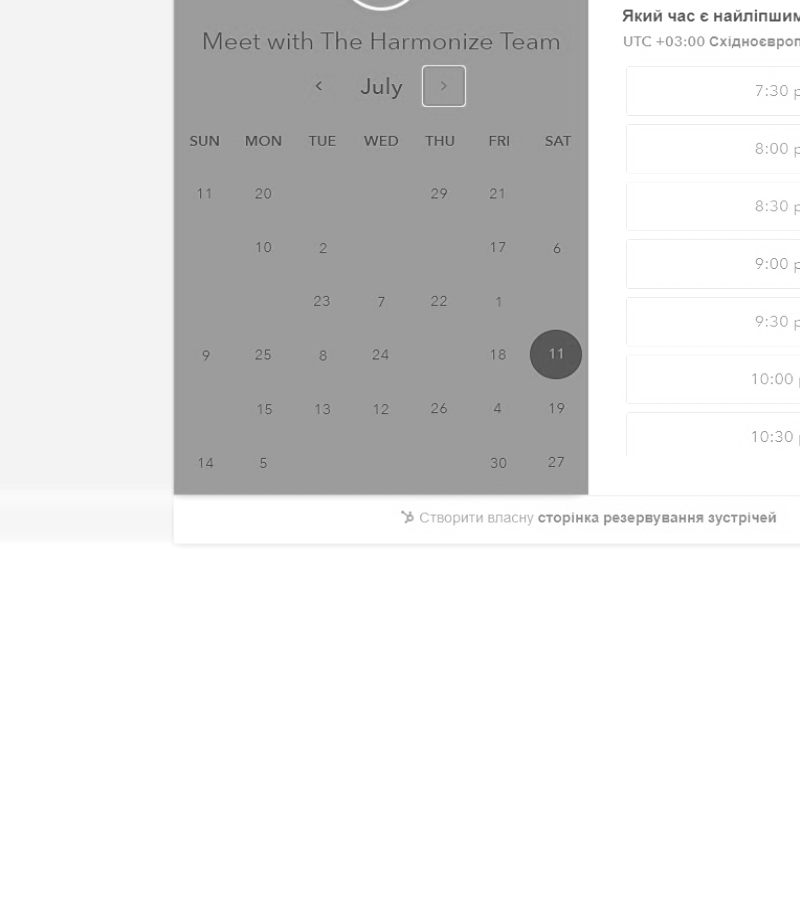 Meet with The Harmonize Team
July
SUN MON TUE WED THU FRI SAT
11 20 29 21
10 2 17 6
23 7 22 1
9 25 8 24 18 11
15 13 12 26 4 19
14 5 30 27
Який час є найліпшим
UTC +03:00 Східноєвроп
7:30 p
8:00 p
8:30 p
9:00 p
9:30 p
10:00 p
10:30 p
Створити власну сторінка резервування зустрічей